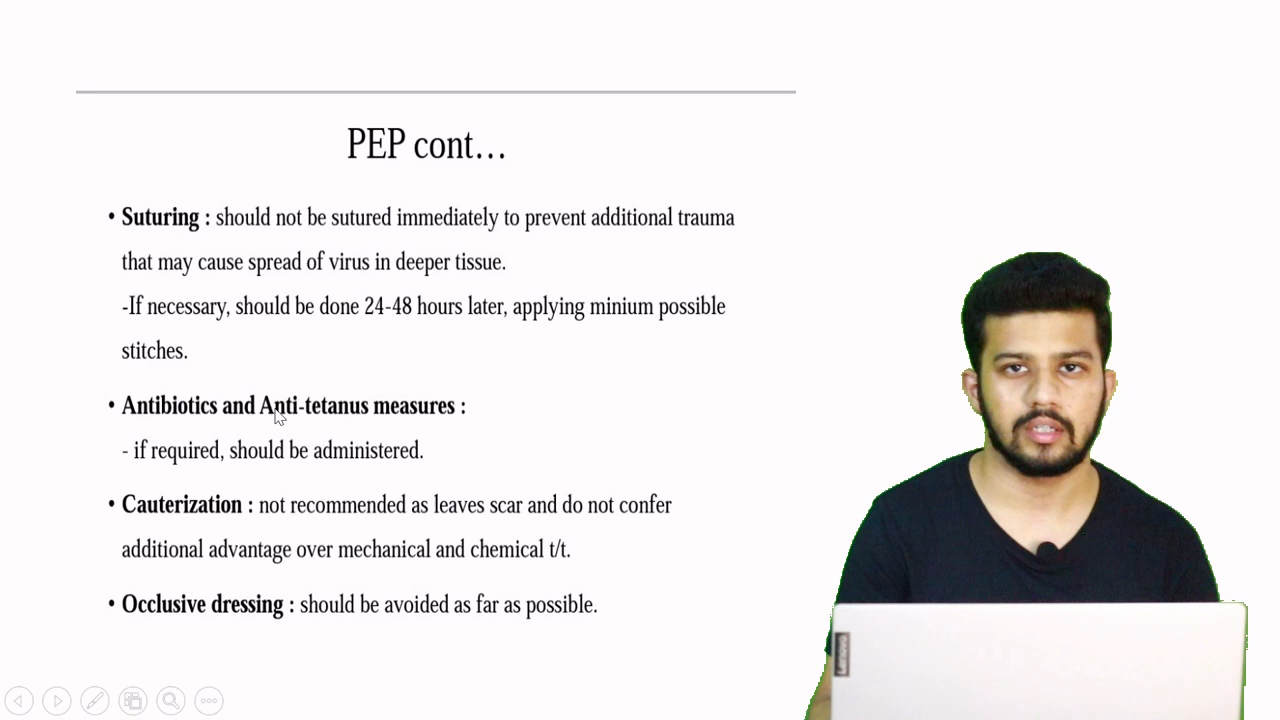 PEP cont...
• Suturing : should not be sutured immediately to prevent additional trauma
that may cause spread of virus in deeper tissue.
-If necessary, should be done 24-48 hours later, applying minium possible
stitches.
• Antibiotics and Anti-tetanus measures :
- if required, should be administered.
• Cauterization : not recommended as leaves scar and do not confer
additional advantage over mechanical and chemical t/t.
• Occlusive dressing : should be avoided as far as possible.
Lenovo